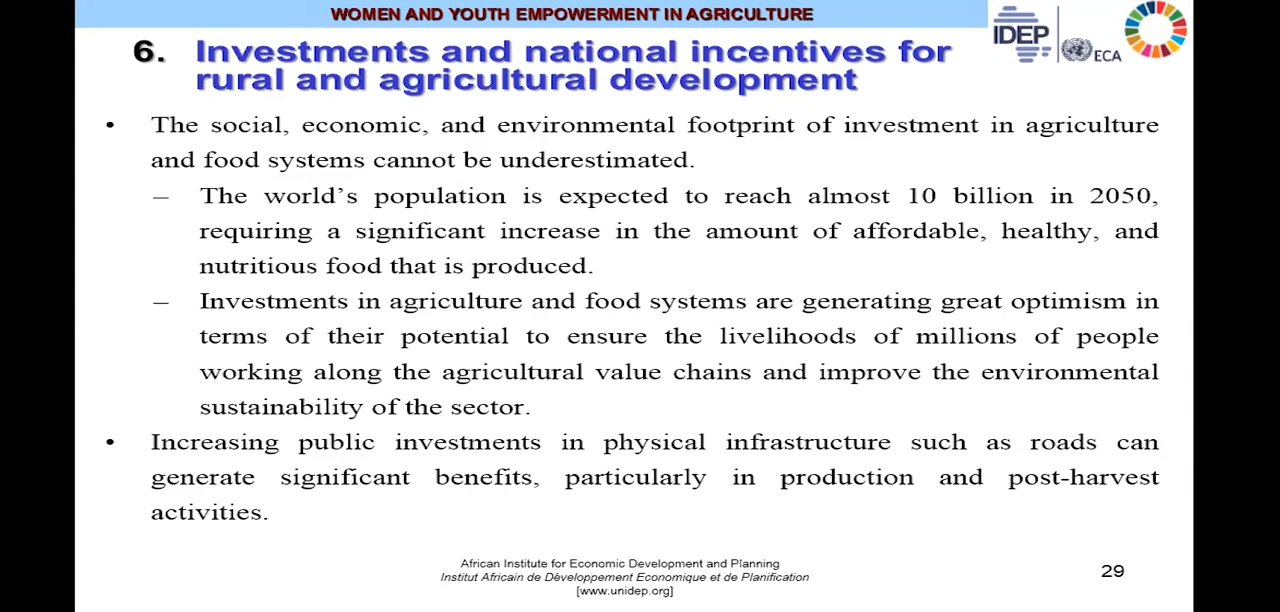 WOMEN AND YOUTH EMPOWERMENT IN AGRICULTURE
IDEP
ECA
6. Investments and national incentives for
rural and agricultural development
• The social, economic, and environmental footprint of investment in agriculture
and food systems cannot be underestimated.
– The world's population is expected to reach almost 10 billion in 2050,
requiring a significant increase in the amount of affordable, healthy, and
nutritious food that is produced.
– Investments in agriculture and food systems are generating great optimism in
terms of their potential to ensure the livelihoods of millions of people
working along the agricultural value chains and improve the environmental
sustainability of the sector.
• Increasing public investments in physical infrastructure such as roads can
generate significant benefits, particularly in production and post-harvest
activities.
African Institute for Economic Development and Planning
Institut Africain de Développement Economique et de Planification
[www.unidep.org]
29